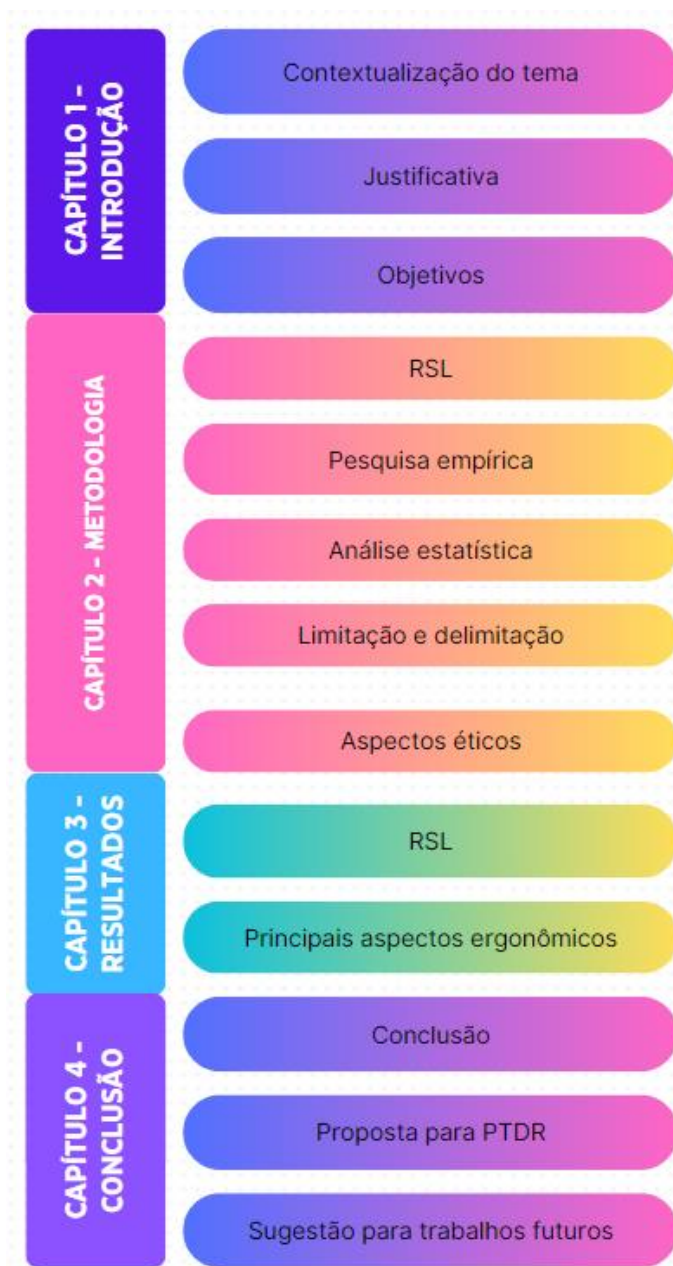 CAPÍTULO 1 –
INTRODUÇÃO
Contextualização do tema
Justificativa
Objetivos
CAPÍTULO 2 – METODOLOGIA
RSL
Pesquisa empírica
Análise estatística
Limitação e delimitação
Aspectos éticos
CAPÍTULO 3 –
RESULTADOS
RSL
Principais aspectos ergonômicos
CAPÍTULO 4 –
CONCLUSÃO
Conclusão
Proposta para PTDR
Sugestão para trabalhos futuros